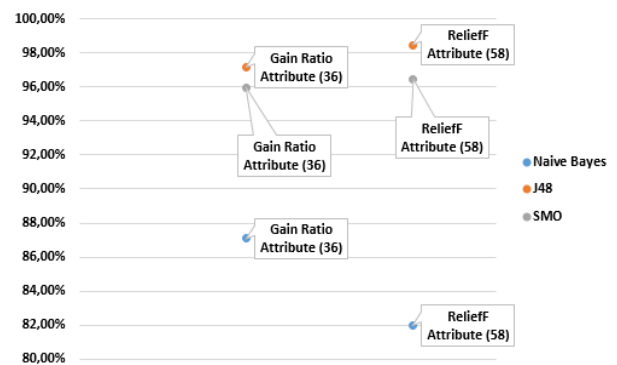 100,00%
98,00%
96,00%
94,00%
92,00%
90,00%
88,00%
86,00%
84,00%
82,00%
80,00%
Gain Ratio
Attribute (36)
ReliefF
Attribute (58)
Gain Ratio
Attribute (36)
ReliefF
Attribute (58)
Gain Ratio
Attribute (36)
ReliefF
Attribute (58)
Naive Bayes
J48
SMO